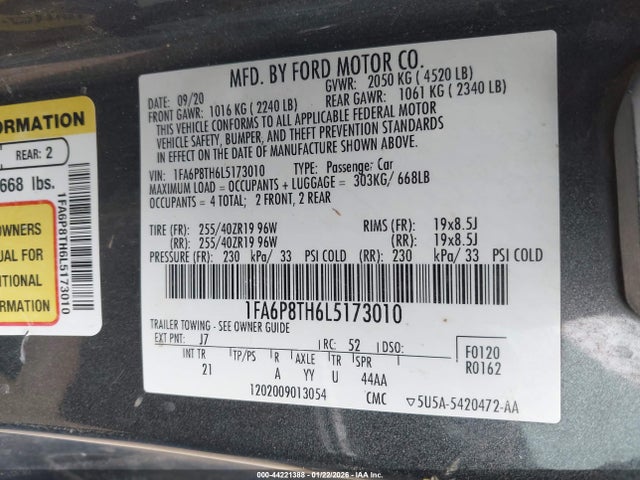 ORMATION
REAR: 2
668 lbs.
OWNERS
UAL FOR
ITIONAL
MATION
1FA6P8TH6L5173010
MFD. BY FORD MOTOR CO.
DATE: 09/20 GVWR: 2050 KG ( 4520 LB)
FRONT GAWR: 1016 KG ( 2240 LB) REAR GAWR: 1061 KG ( 2340 LB)
THIS VEHICLE CONFORMS TO ALL APPLICABLE FEDERAL MOTOR
VEHICLE SAFETY, BUMPER, AND THEFT PREVENTION STANDARDS
IN EFFECT ON THE DATE OF MANUFACTURE SHOWN ABOVE.
VIN: 1FA6P8TH6L5173010 TYPE: Passenger Car
MAXIMUM LOAD = OCCUPANTS + LUGGAGE = 303KG/ 668LB
OCCUPANTS = 4 TOTAL; 2 FRONT, 2 REAR
TIRE (FR): 255/40ZR19 96W RIMS (FR): 19x8.5J
(RR): 255/40ZR19 96W (RR): 19x8.5J
PRESSURE (FR): 230 kPa/ 33 PSI COLD (RR): 230 kPa/ 33 PSI COLD
1FA6P8TH6L5173010
TRAILER TOWING - SEE OWNER GUIDE
EXT PNT: J7 RC: 52 DSO: F0120
INT TR TP/PS R AXLE TR SPR R0162
21 A YY U 44AA
1202009013054 CMC ▽5U5A-5420472-AA
000-44221388 - 01/22/2026 - IAA Inc.